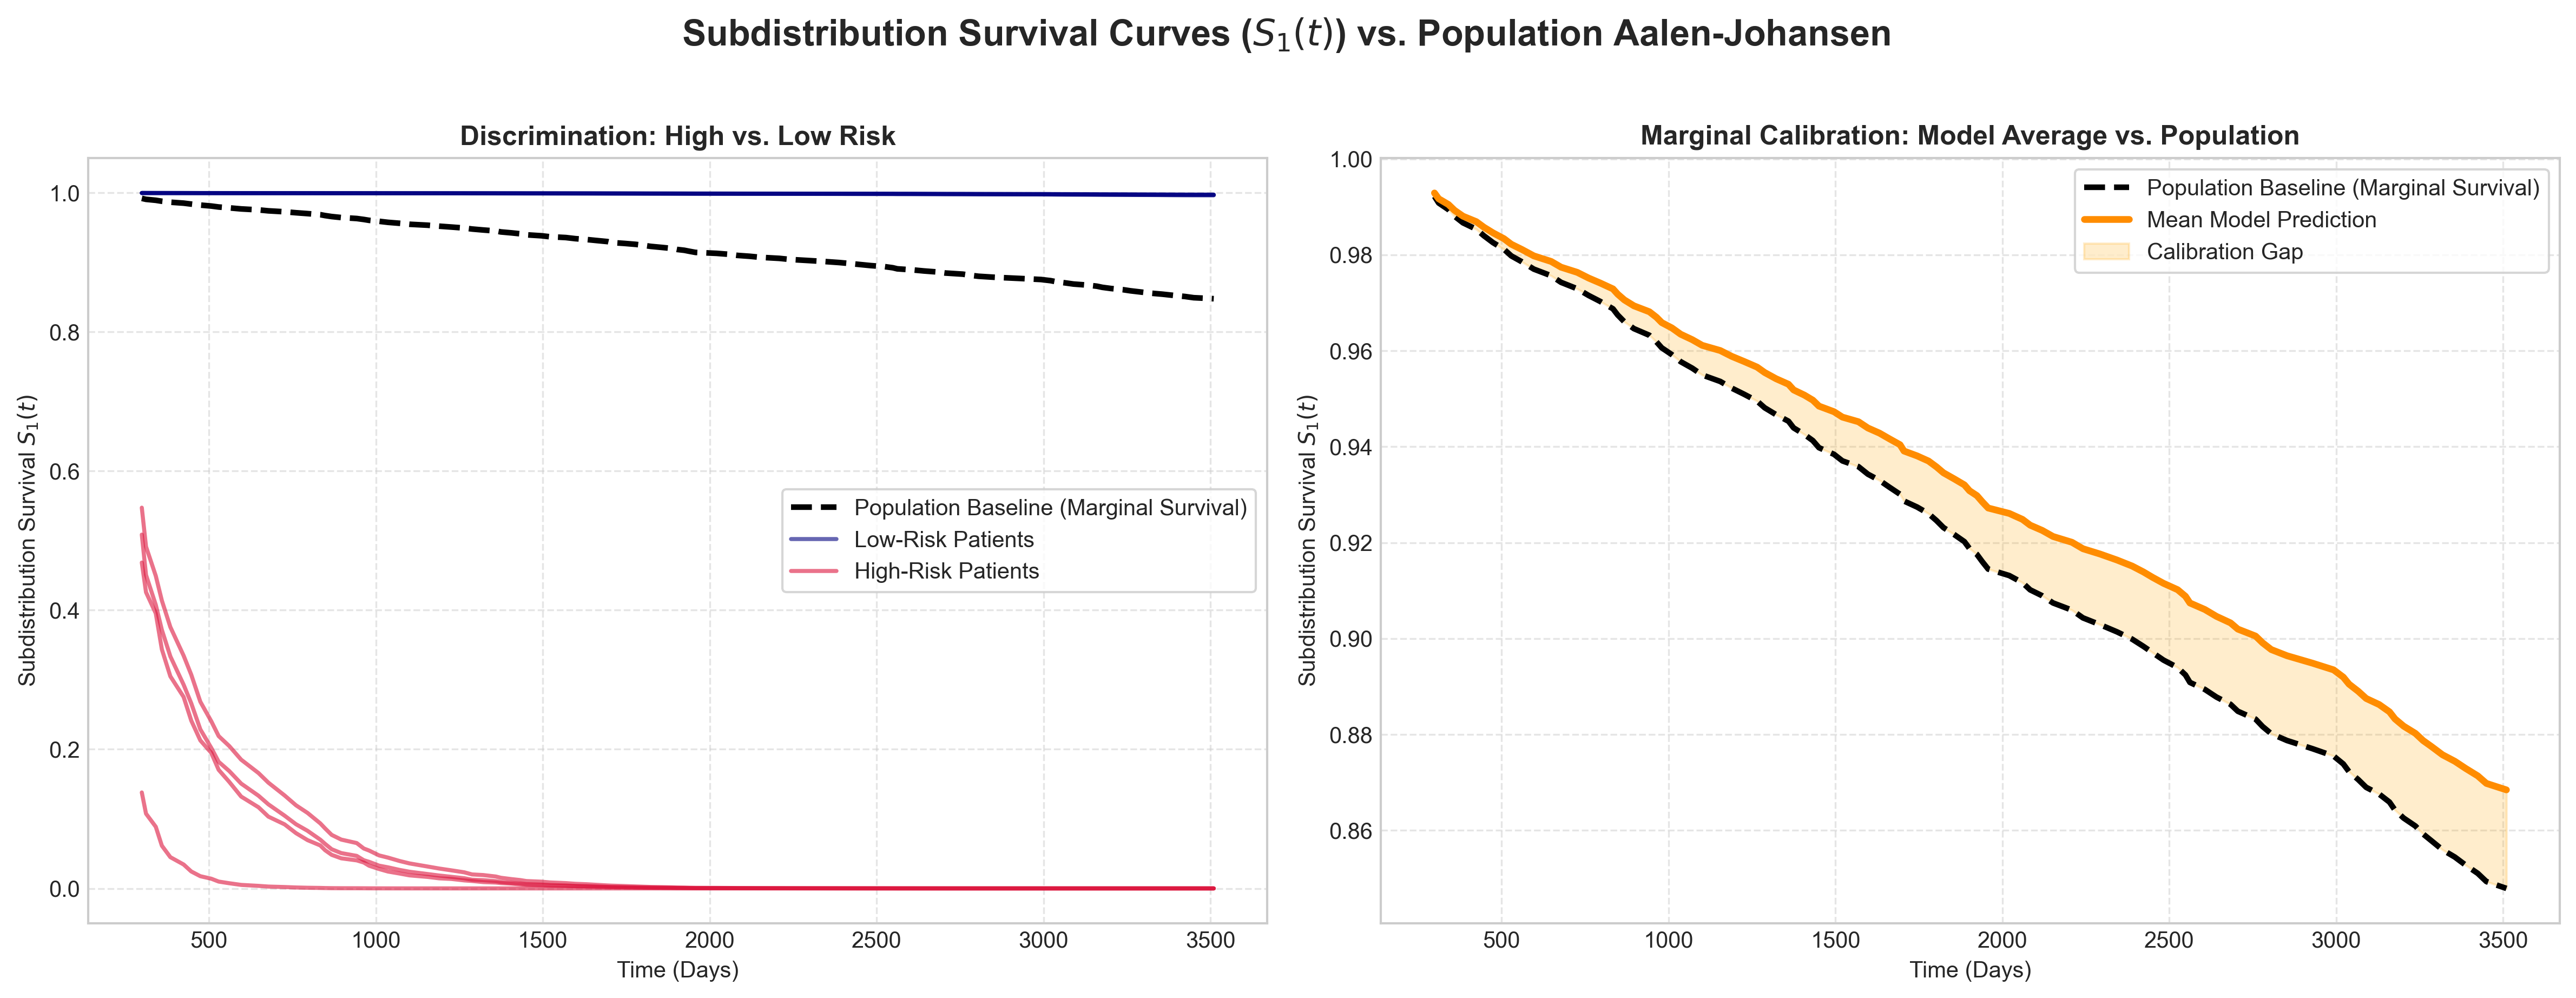 Subdistribution Survival Curves (S₁(t)) vs. Population Aalen-Johansen
Discrimination: High vs. Low Risk
Subdistribution Survival S₁(t)
1.0
0.8
0.6
0.4
0.2
0.0
Population Baseline (Marginal Survival)
Low-Risk Patients
High-Risk Patients
500 1000 1500 2000 2500 3000 3500
Time (Days)
Marginal Calibration: Model Average vs. Population
Subdistribution Survival S₁(t)
1.00
0.98
0.96
0.94
0.92
0.90
0.88
0.86
Population Baseline (Marginal Survival)
Mean Model Prediction
Calibration Gap
500 1000 1500 2000 2500 3000 3500
Time (Days)